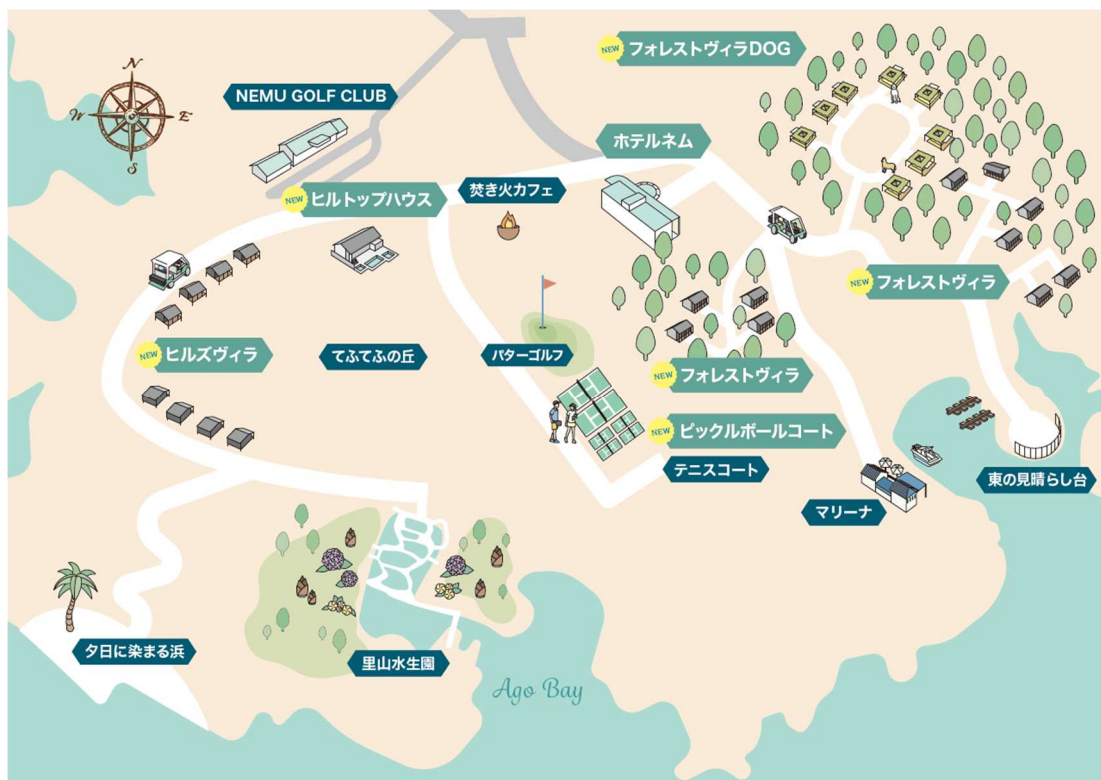 NEW フォレストヴィラDOG
N
W
E
S
NEMU GOLF CLUB
ホテルネム
NEW ヒルトップハウス
焚き火カフェ
NEW フォレストヴィラ
NEW ヒルズヴィラ
てふてふの丘
パターゴルフ
NEW フォレストヴィラ
NEW ピックルボールコート
テニスコート
マリーナ
東の見晴らし台
夕日に染まる浜
里山水生園
Ago Bay